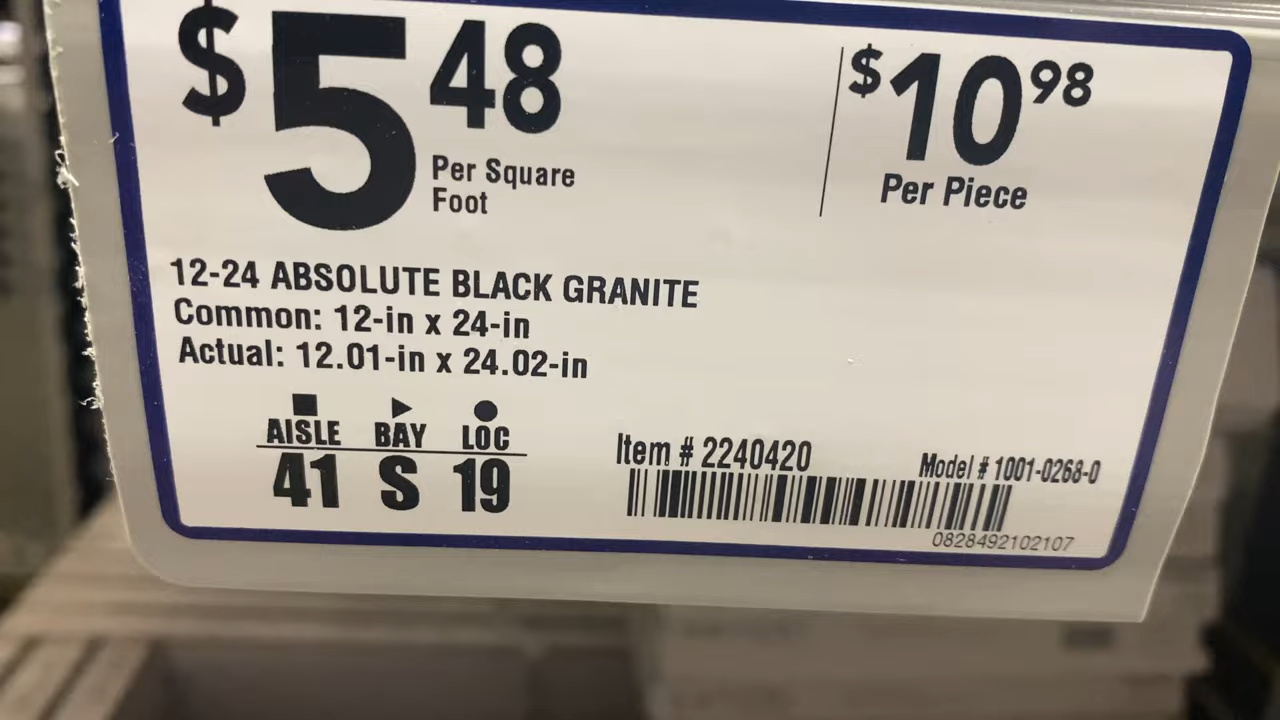 $5 48 $10 98
Per Square Per Piece
Foot
12-24 ABSOLUTE BLACK GRANITE
Common: 12-in x 24-in
Actual: 12.01-in x 24.02-in
AISLE BAY LOC
41 S 19
Item # 2240420 Model # 1001-0268-0
0828492102107